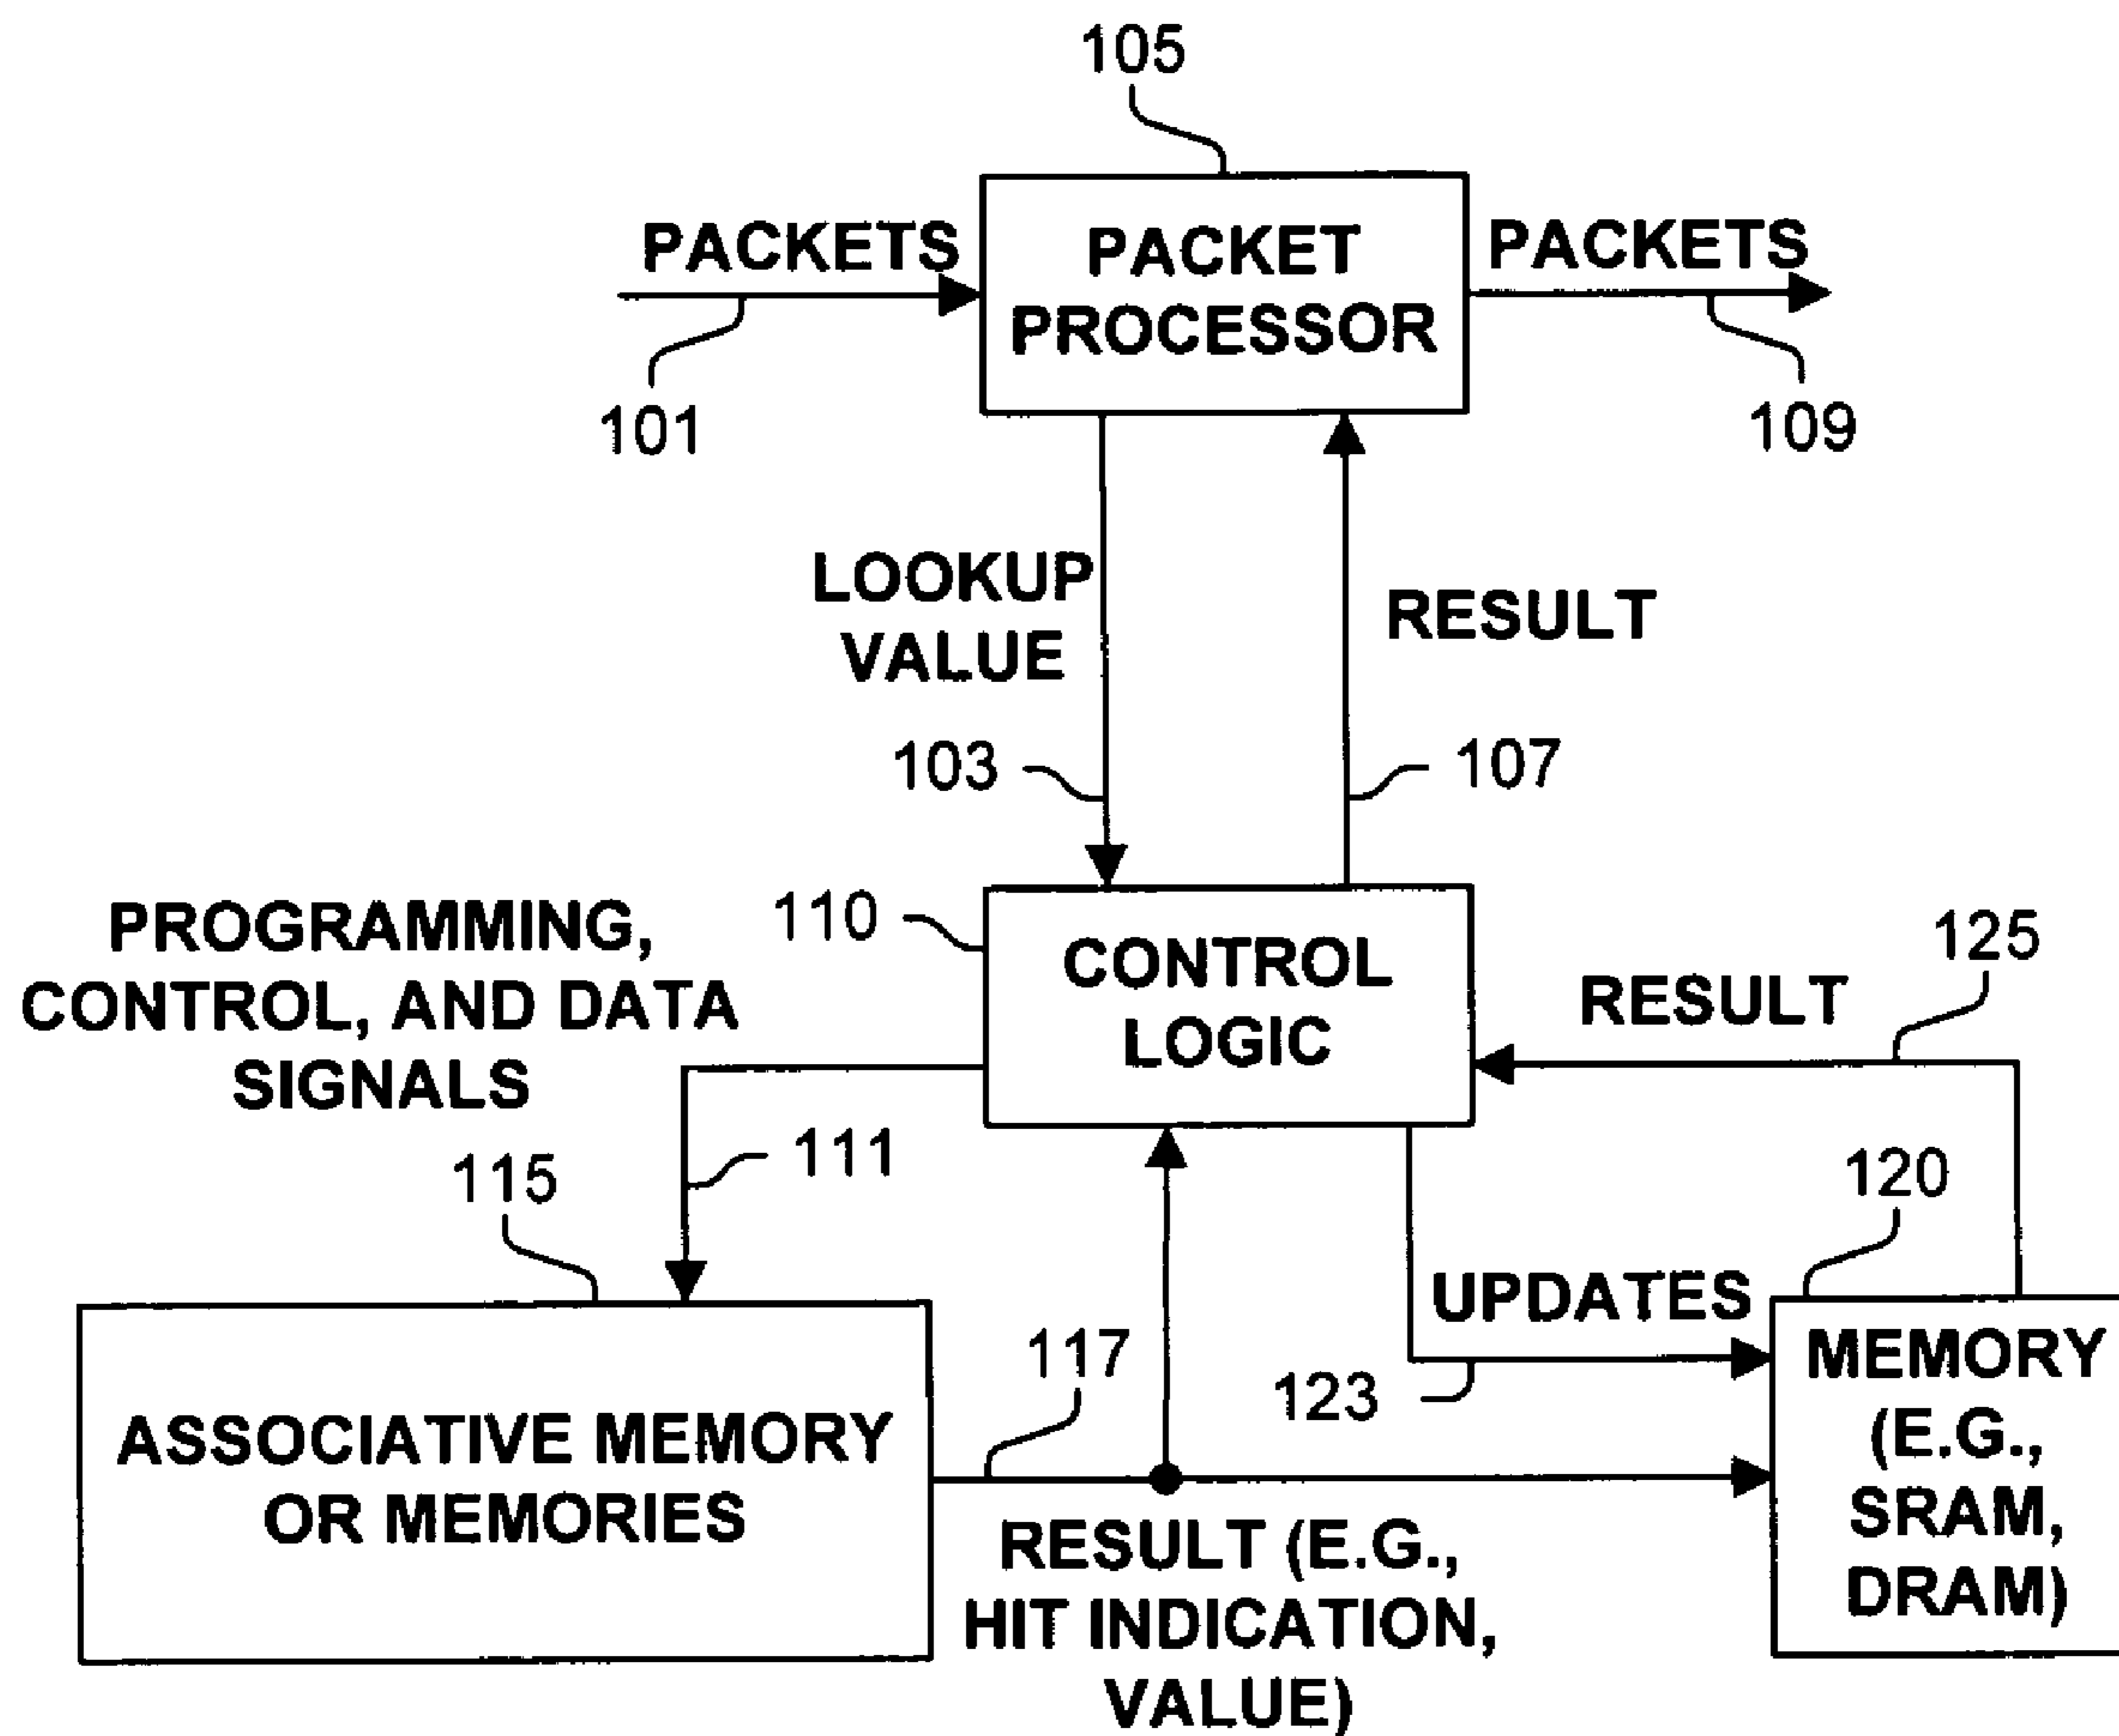 105
PACKETS
PACKET
PROCESSOR
PACKETS
101
109
LOOKUP
VALUE
RESULT
103
107
PROGRAMMING,
CONTROL, AND DATA
SIGNALS
110
CONTROL
LOGIC
125
RESULT
111
115
120
UPDATES
117
123
ASSOCIATIVE MEMORY
OR MEMORIES
MEMORY
(E.G.,
SRAM,
DRAM)
RESULT (E.G.,
HIT INDICATION,
VALUE)